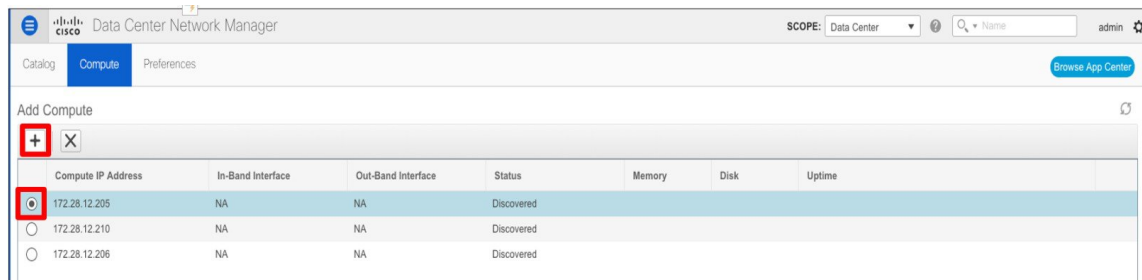 cisco Data Center Network Manager SCOPE: Data Center Name admin
Catalog Compute Preferences Browse App Center
Add Compute
Compute IP Address In-Band Interface Out-Band Interface Status Memory Disk Uptime
172.28.12.205 NA NA Discovered
172.28.12.210 NA NA Discovered
172.28.12.206 NA NA Discovered